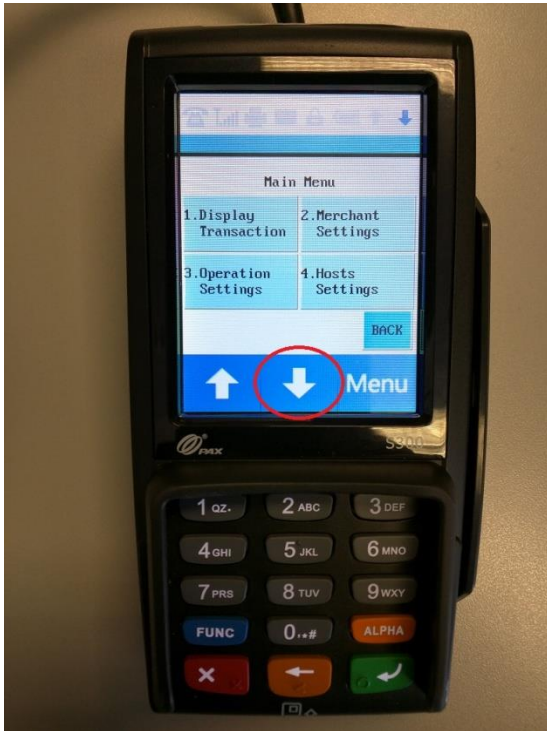 Main Menu
1.Display Transaction
2.Merchant Settings
3.Operation Settings
4.Hosts Settings
BACK
Menu
PAX
S300
1 QZ.
2 ABC
3 DEF
4 GHI
5 JKL
6 MNO
7 PRS
8 TUV
9 WXY
FUNC
0,*#
ALPHA